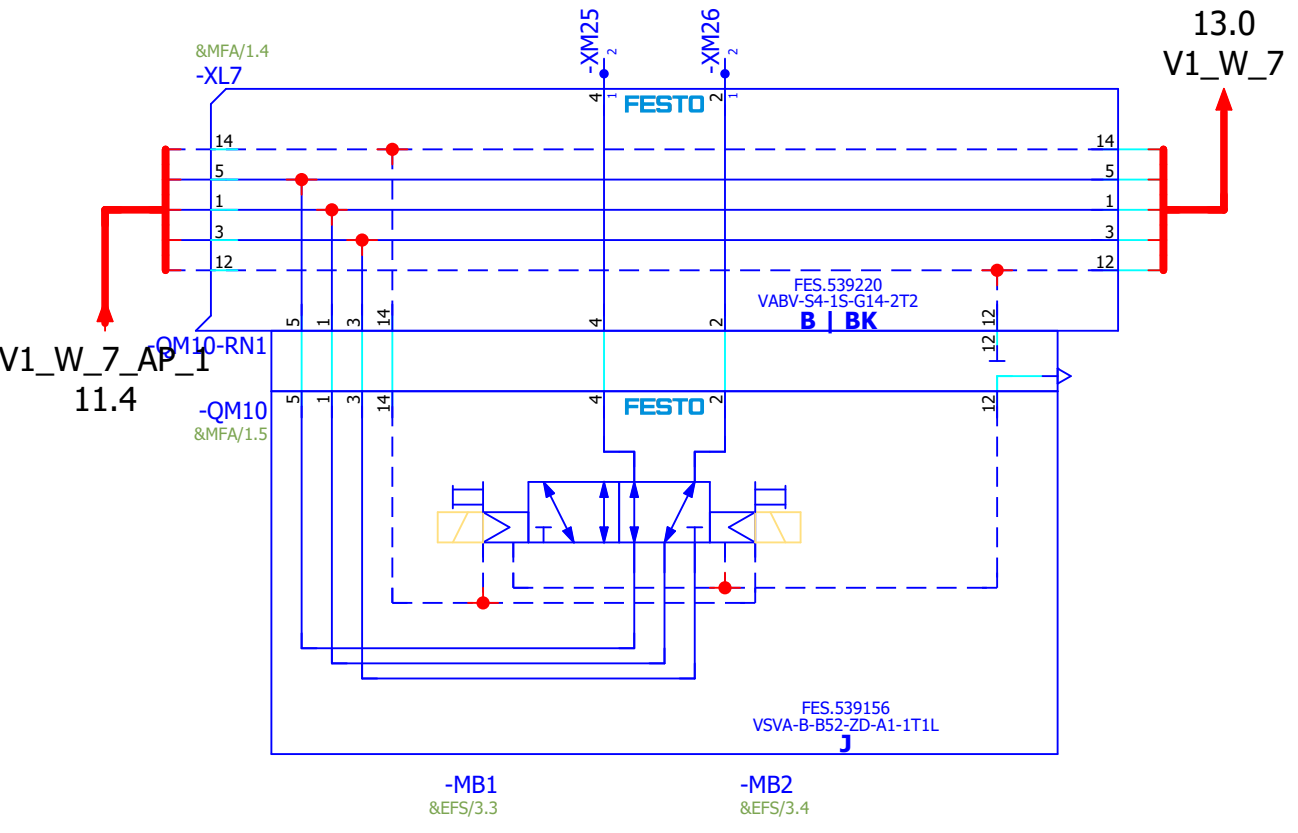 13.0
V1_W_7
-XM25
2
-XM26
2
&MFA/1.4
-XL7
4
1
FESTO
2
1
14
14
5
5
1
1
3
3
12
12
FES.539220
VABV-S4-1S-G14-2T2
B | BK
5
1
3
14
4
2
12
-QM10-RN1
12
V1_W_7_AP_1
11.4
-QM10
&MFA/1.5
5
1
3
14
4
FESTO
2
12
FES.539156
VSVA-B-B52-ZD-A1-1T1L
J
-MB1
&EFS/3.3
-MB2
&EFS/3.4